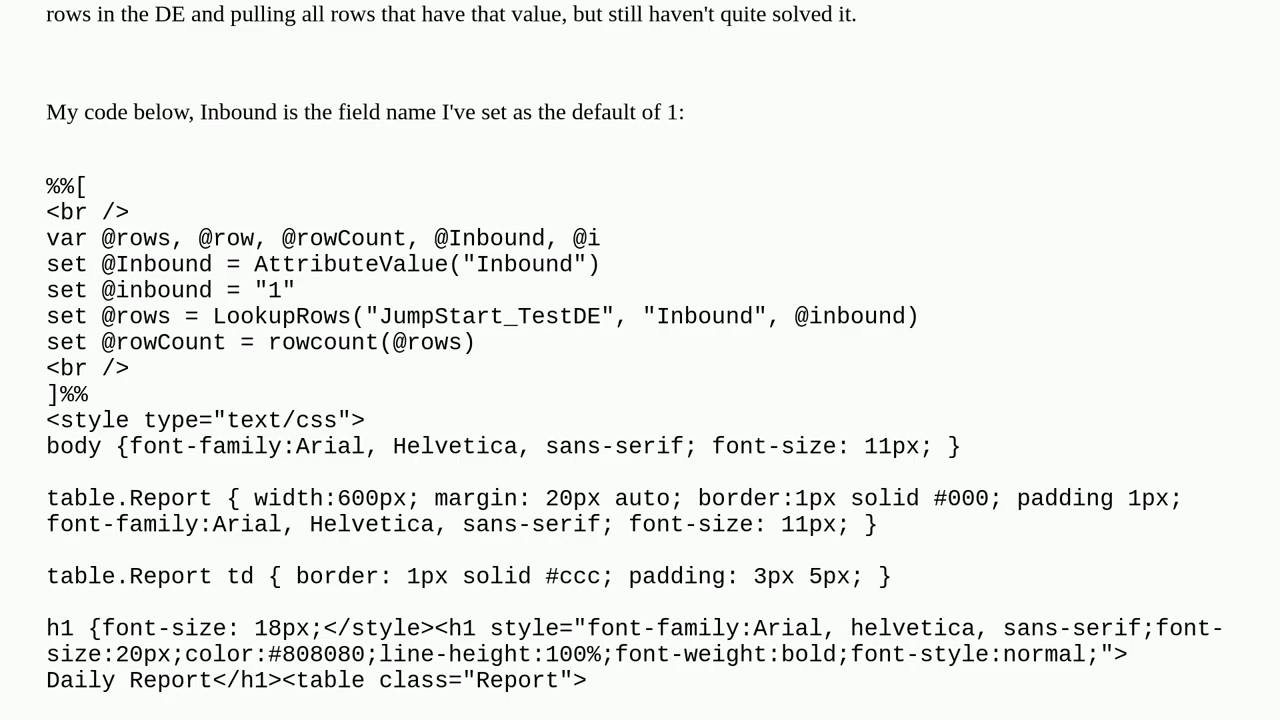 rows in the DE and pulling all rows that have that value, but still haven't quite solved it.
My code below, Inbound is the field name I've set as the default of 1:
%%[
<br />
var @rows, @row, @rowCount, @Inbound, @i
set @Inbound = AttributeValue("Inbound")
set @inbound = "1"
set @rows = LookupRows("JumpStart_TestDE", "Inbound", @inbound)
set @rowCount = rowcount(@rows)
<br />
]%%
<style type="text/css">
body {font-family:Arial, Helvetica, sans-serif; font-size: 11px; }
table.Report { width:600px; margin: 20px auto; border:1px solid #000; padding 1px;
font-family:Arial, Helvetica, sans-serif; font-size: 11px; }
table.Report td { border: 1px solid #ccc; padding: 3px 5px; }
h1 {font-size: 18px;</style><h1 style="font-family:Arial, helvetica, sans-serif;font-
size:20px;color:#808080;line-height:100%;font-weight:bold;font-style:normal;">
Daily Report</h1><table class="Report">